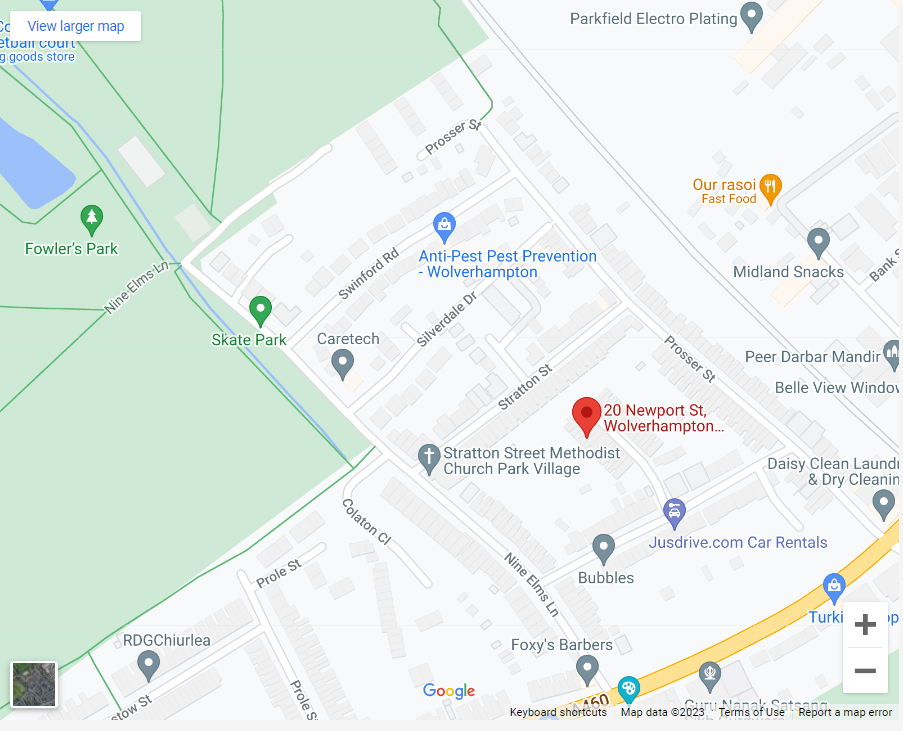 View larger map
etball court
g.goods store
Parkfield Electro Plating
Prosser St
Our rasoi
Fast Food
Fowler's Park
Anti-Pest Pest Prevention
- Wolverhampton
Midland Snacks
Bank S
Nine Elms Ln
Swinford Rd
Silverdale Dr
Skate Park
Caretech
Prosser St
Peer Darbar Mandir
Belle View Window
Stratton St
20 Newport St,
Wolverhampton...
Stratton Street Methodist
Church Park Village
Daisy Clean Laund
& Dry Cleanin
Colaton Cl
Jusdrive.com Car Rentals
Nine Elms Ln
Prole St
Bubbles
RDGChiurlea
Foxy's Barbers
Turki
op
Prole S
stow St
Google
460
Guru Nanak Satsang
Keyboard shortcuts
Map data ©2023
Terms of Use
Report a map error